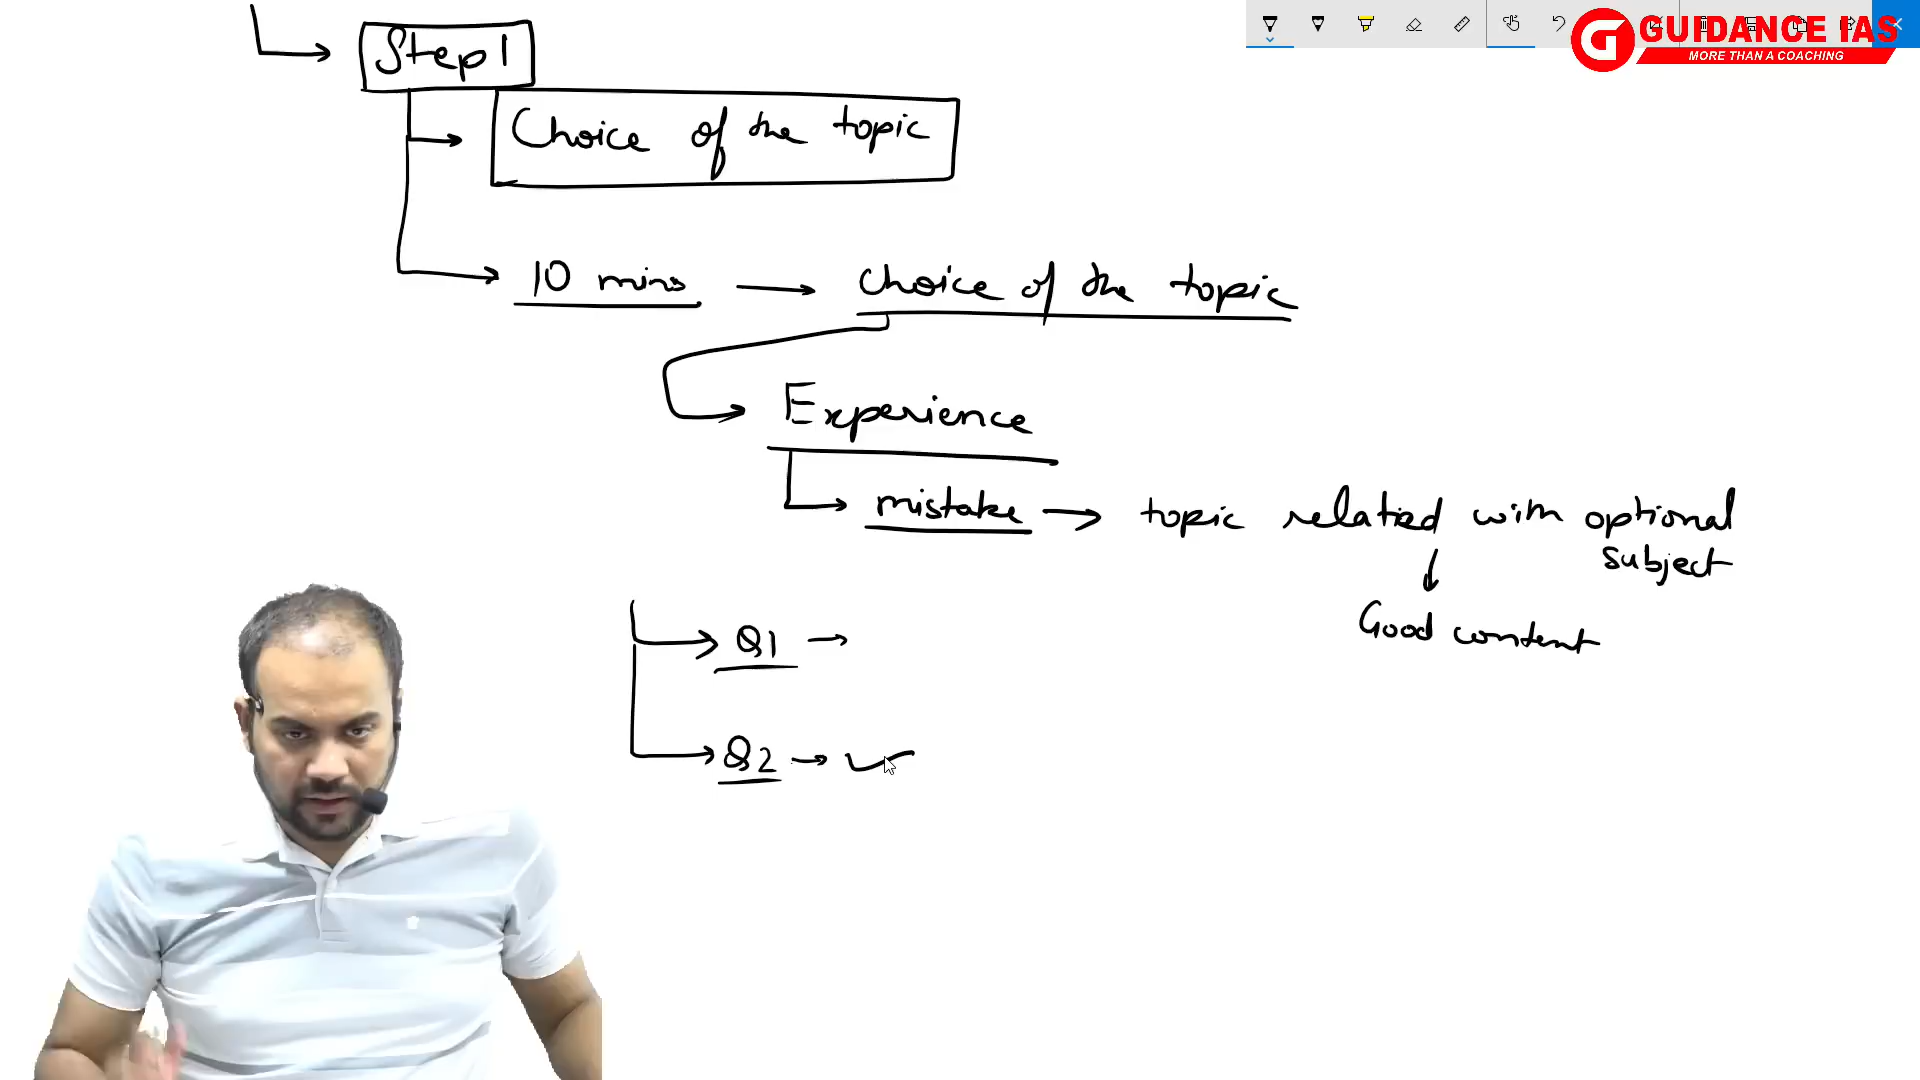 GUIDANCE IAS
MORE THAN A COACHING
Step 1
Choice of the topic
10 mins → choice of the topic
Experience
mistake → topic related with optional
subject
Good content
Q1 →
Q2 → ✓